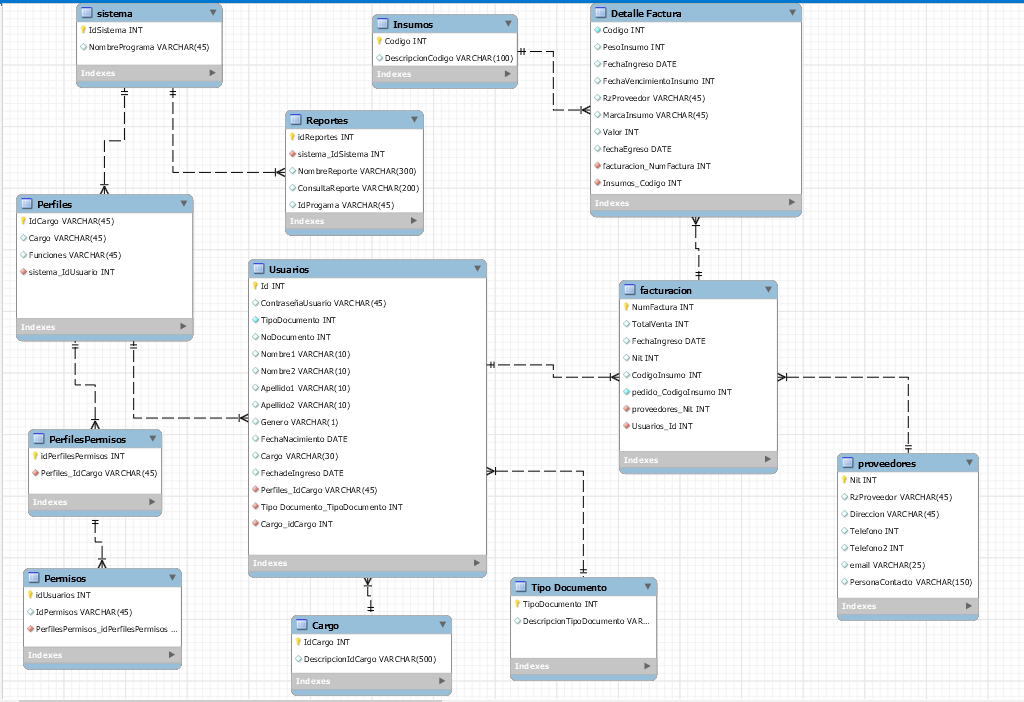 sistema
IdSistema INT
NombrePrograma VARCHAR(45)
Indexes
Insumos
Codigo INT
DescripcionCodigo VARCHAR(100)
Indexes
Detalle Factura
Codigo INT
PesoInsumo INT
FechaIngreso DATE
FechaVencimientoInsumo INT
RzProveedor VARCHAR(45)
MarcaInsumo VARCHAR(45)
Valor INT
fechaEgreso DATE
facturacion_NumFactura INT
Insumos_Codigo INT
Indexes
Reportes
idReportes INT
sistema_IdSistema INT
NombreReporte VARCHAR(300)
ConsultaReporte VARCHAR(200)
IdProgama VARCHAR(45)
Indexes
Perfiles
IdCargo VARCHAR(45)
Cargo VARCHAR(45)
Funciones VARCHAR(45)
sistema_IdUsuario INT
Indexes
Usuarios
Id INT
ContraseñaUsuario VARCHAR(45)
TipoDocumento INT
NoDocumento INT
Nombre1 VARCHAR(10)
Nombre2 VARCHAR(10)
Apellido1 VARCHAR(10)
Apellido2 VARCHAR(10)
Genero VARCHAR(1)
FechaNacimiento DATE
Cargo VARCHAR(30)
FechadeIngreso DATE
Perfiles_IdCargo VARCHAR(45)
Tipo Documento_TipoDocumento INT
Cargo_idCargo INT
Indexes
facturacion
NumFactura INT
TotalVenta INT
FechaIngreso DATE
Nit INT
CodigoInsumo INT
pedido_CodigoInsumo INT
proveedores_Nit INT
Usuarios_Id INT
Indexes
PerfilesPermisos
idPerfilesPermisos INT
Perfiles_IdCargo VARCHAR(45)
Indexes
proveedores
Nit INT
RzProveedor VARCHAR(45)
Direccion VARCHAR(45)
Telefono INT
Telefono2 INT
email VARCHAR(25)
PersonaContacto VARCHAR(150)
Indexes
Permisos
idUsuarios INT
IdPermisos VARCHAR(45)
PerfilesPermisos_idPerfilesPermisos ...
Indexes
Cargo
IdCargo INT
DescripcionIdCargo VARCHAR(500)
Indexes
Tipo Documento
TipoDocumento INT
DescripcionTipoDocumento VAR...
Indexes